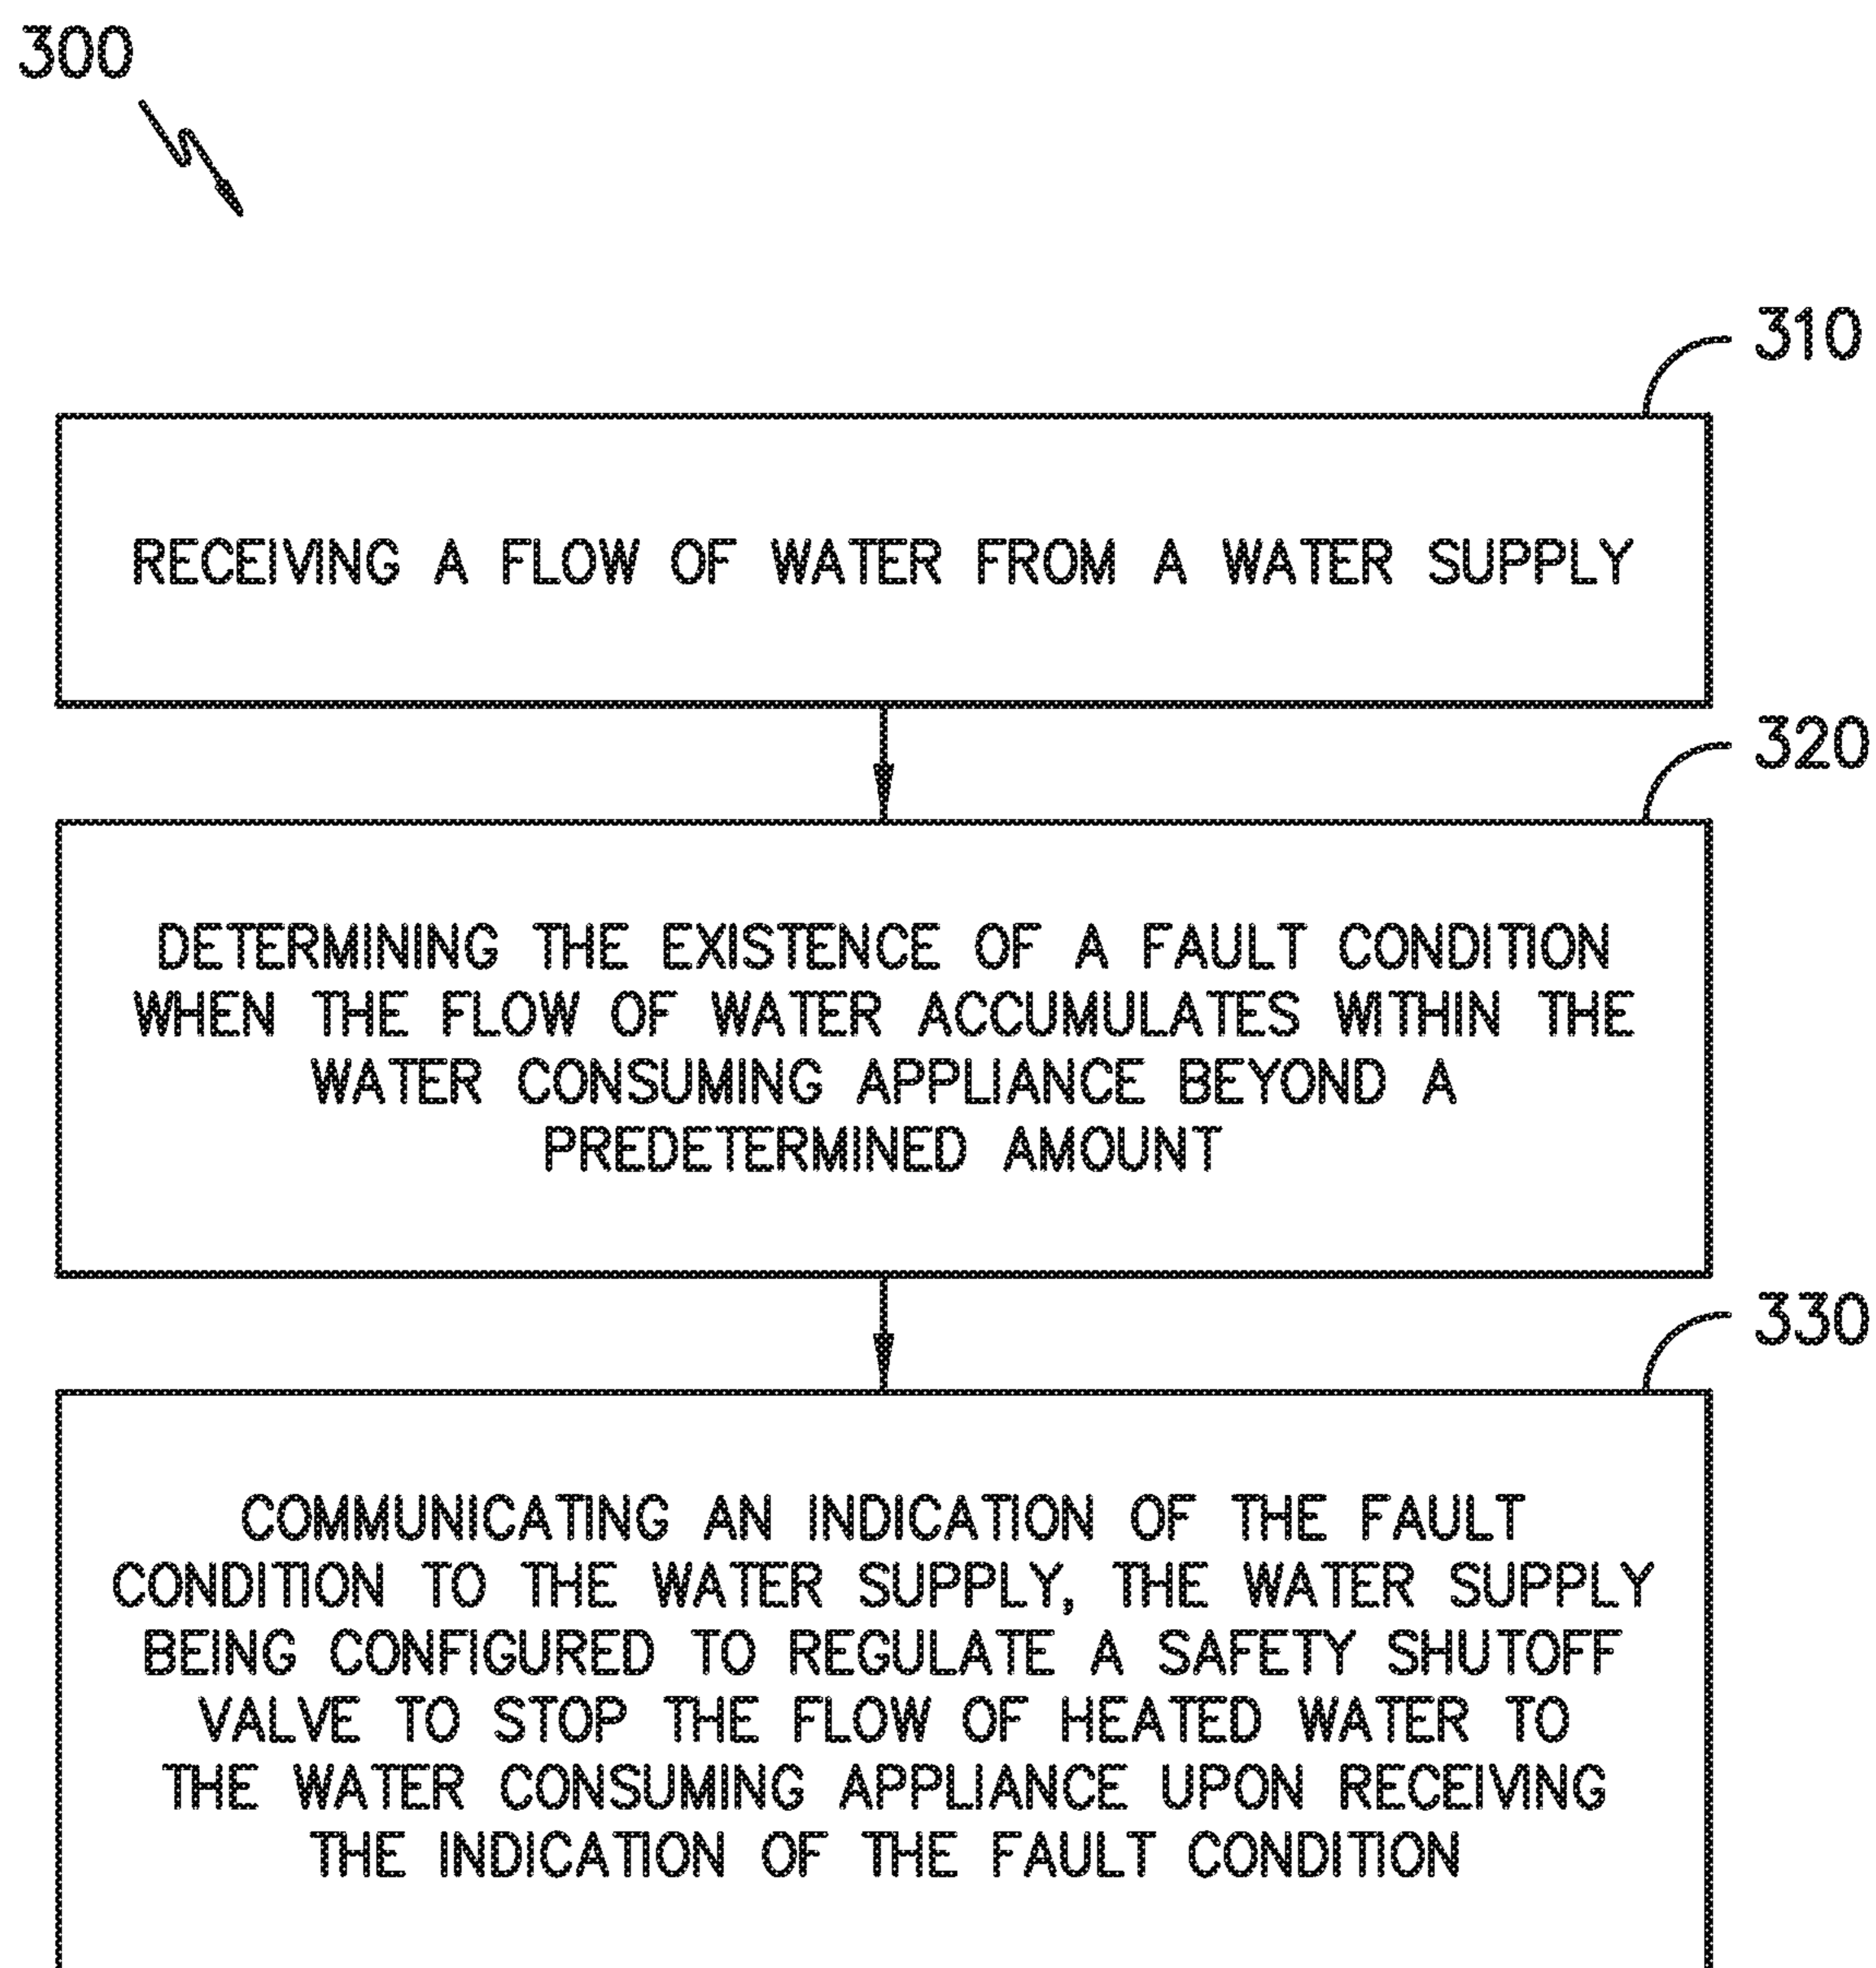 300
310
RECEIVING A FLOW OF WATER FROM A WATER SUPPLY
320
DETERMINING THE EXISTENCE OF A FAULT CONDITION
WHEN THE FLOW OF WATER ACCUMULATES WITHIN THE
WATER CONSUMING APPLIANCE BEYOND A
PREDETERMINED AMOUNT
330
COMMUNICATING AN INDICATION OF THE FAULT
CONDITION TO THE WATER SUPPLY, THE WATER SUPPLY
BEING CONFIGURED TO REGULATE A SAFETY SHUTOFF
VALVE TO STOP THE FLOW OF HEATED WATER TO
THE WATER CONSUMING APPLIANCE UPON RECEIVING
THE INDICATION OF THE FAULT CONDITION